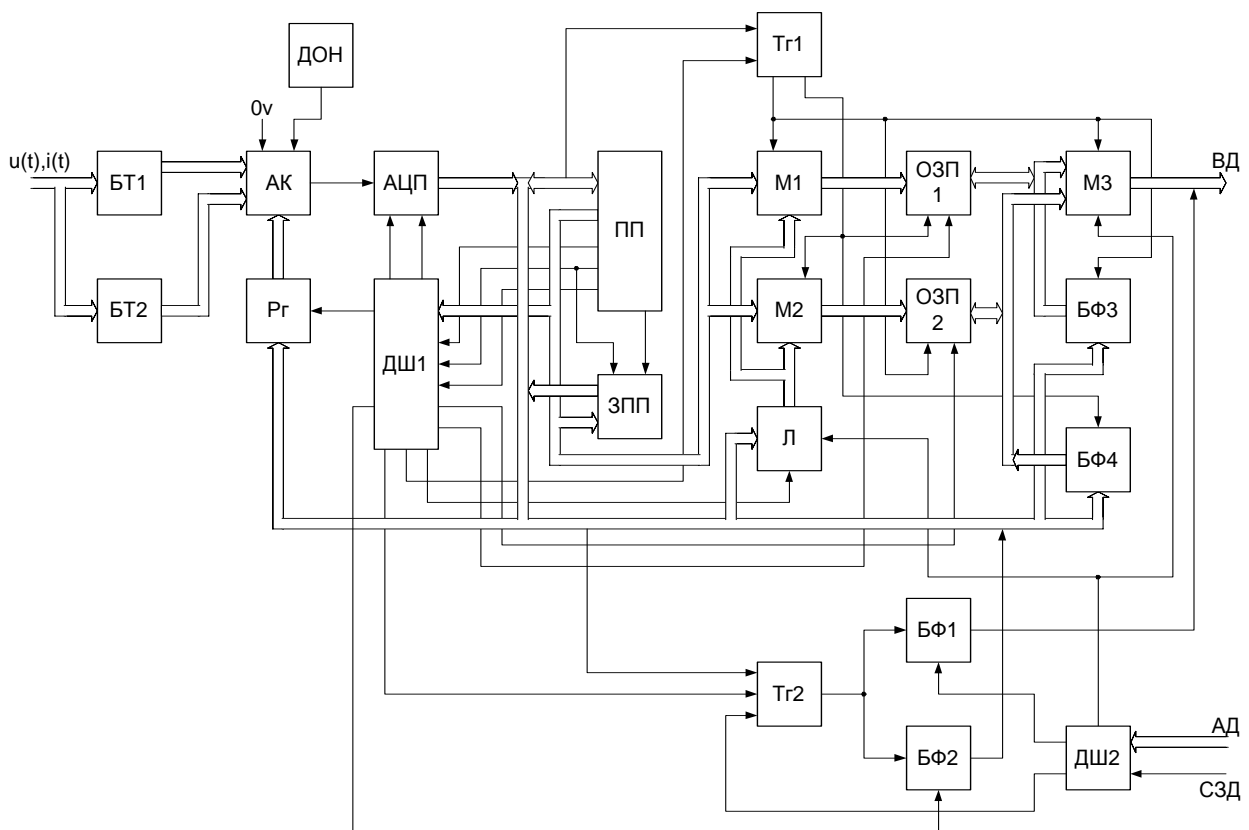 ДОН
Тг1
0v
u(t),i(t)
БТ1
АК
АЦП
ПП
М1
ОЗП
1
М3
ВД
БТ2
Рг
ДШ1
М2
ОЗП
2
БФ3
ЗПП
Л
БФ4
БФ1
Тг2
БФ2
ДШ2
АД
СЗД